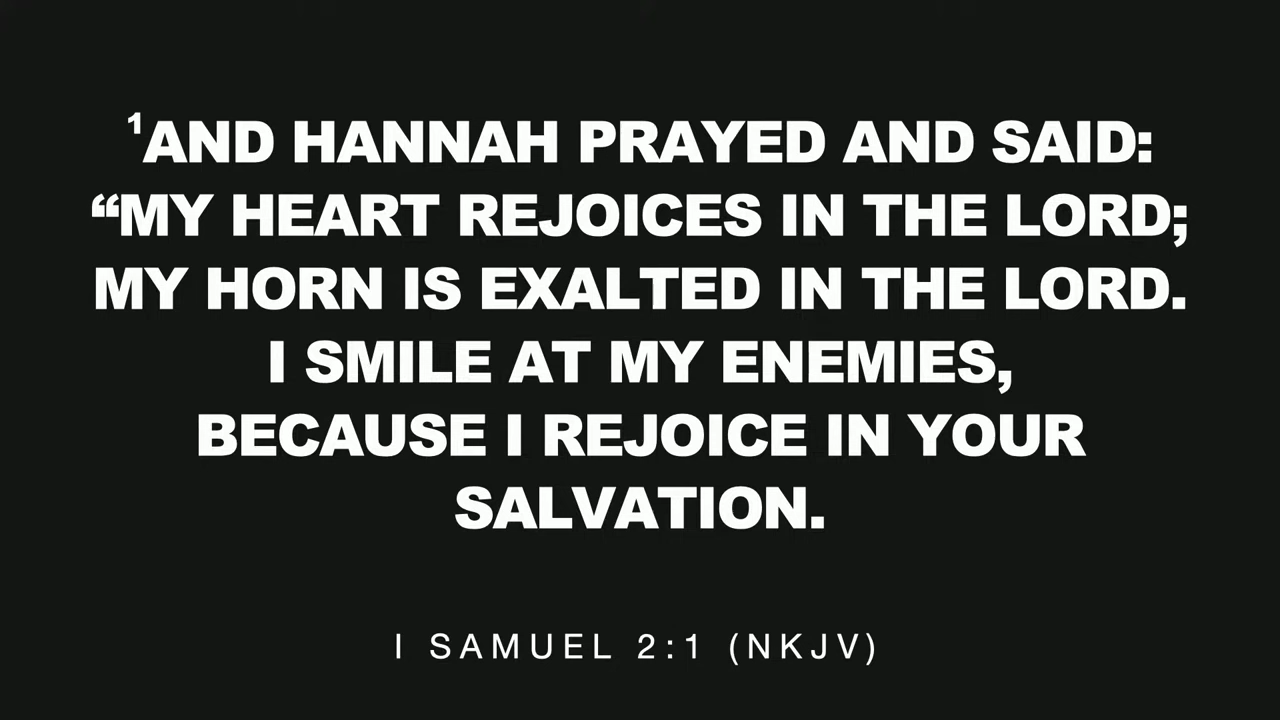 ¹AND HANNAH PRAYED AND SAID:
“MY HEART REJOICES IN THE LORD;
MY HORN IS EXALTED IN THE LORD.
I SMILE AT MY ENEMIES,
BECAUSE I REJOICE IN YOUR
SALVATION.
I SAMUEL 2:1 (NKJV)